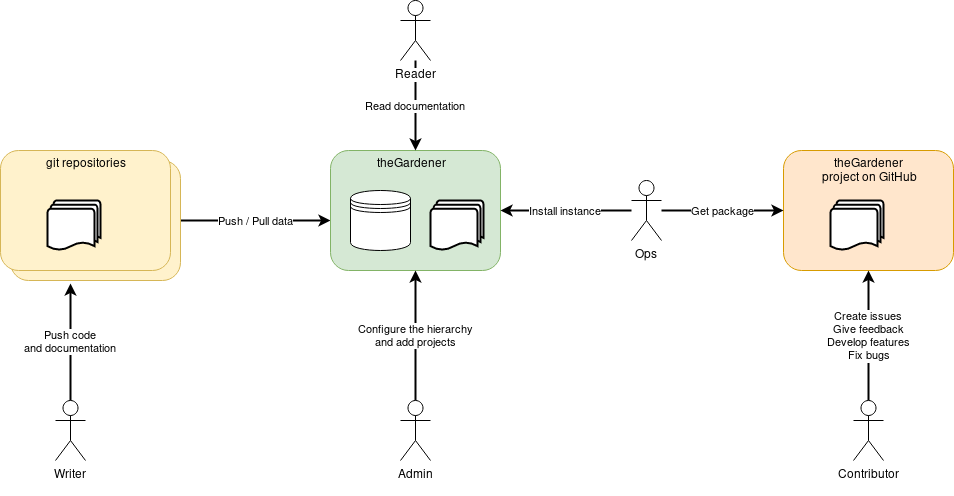 Reader
Read documentation
git repositories
theGardener
theGardener
project on GitHub
Push / Pull data
Install instance
Get package
Ops
Push code
and documentation
Configure the hierarchy
and add projects
Create issues
Give feedback
Develop features
Fix bugs
Writer
Admin
Contributor